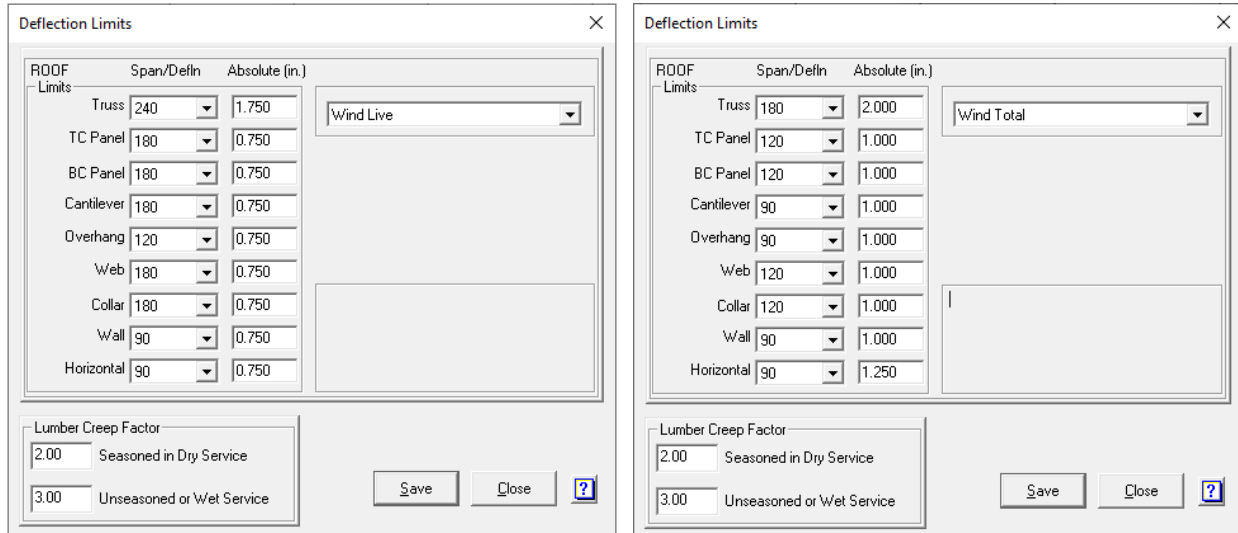 Deflection Limits
ROOF Span/Defln Absolute (in.)
Limits
Truss 240 1.750
Wind Live
TC Panel 180 0.750
BC Panel 180 0.750
Cantilever 180 0.750
Overhang 120 0.750
Web 180 0.750
Collar 180 0.750
Wall 90 0.750
Horizontal 90 0.750
Lumber Creep Factor
2.00 Seasoned in Dry Service
3.00 Unseasoned or Wet Service
Save Close ?
Deflection Limits
ROOF Span/Defln Absolute (in.)
Limits
Truss 180 2.000
Wind Total
TC Panel 120 1.000
BC Panel 120 1.000
Cantilever 90 1.000
Overhang 90 1.000
Web 120 1.000
Collar 120 1.000
Wall 90 1.000
Horizontal 90 1.250
Lumber Creep Factor
2.00 Seasoned in Dry Service
3.00 Unseasoned or Wet Service
Save Close ?